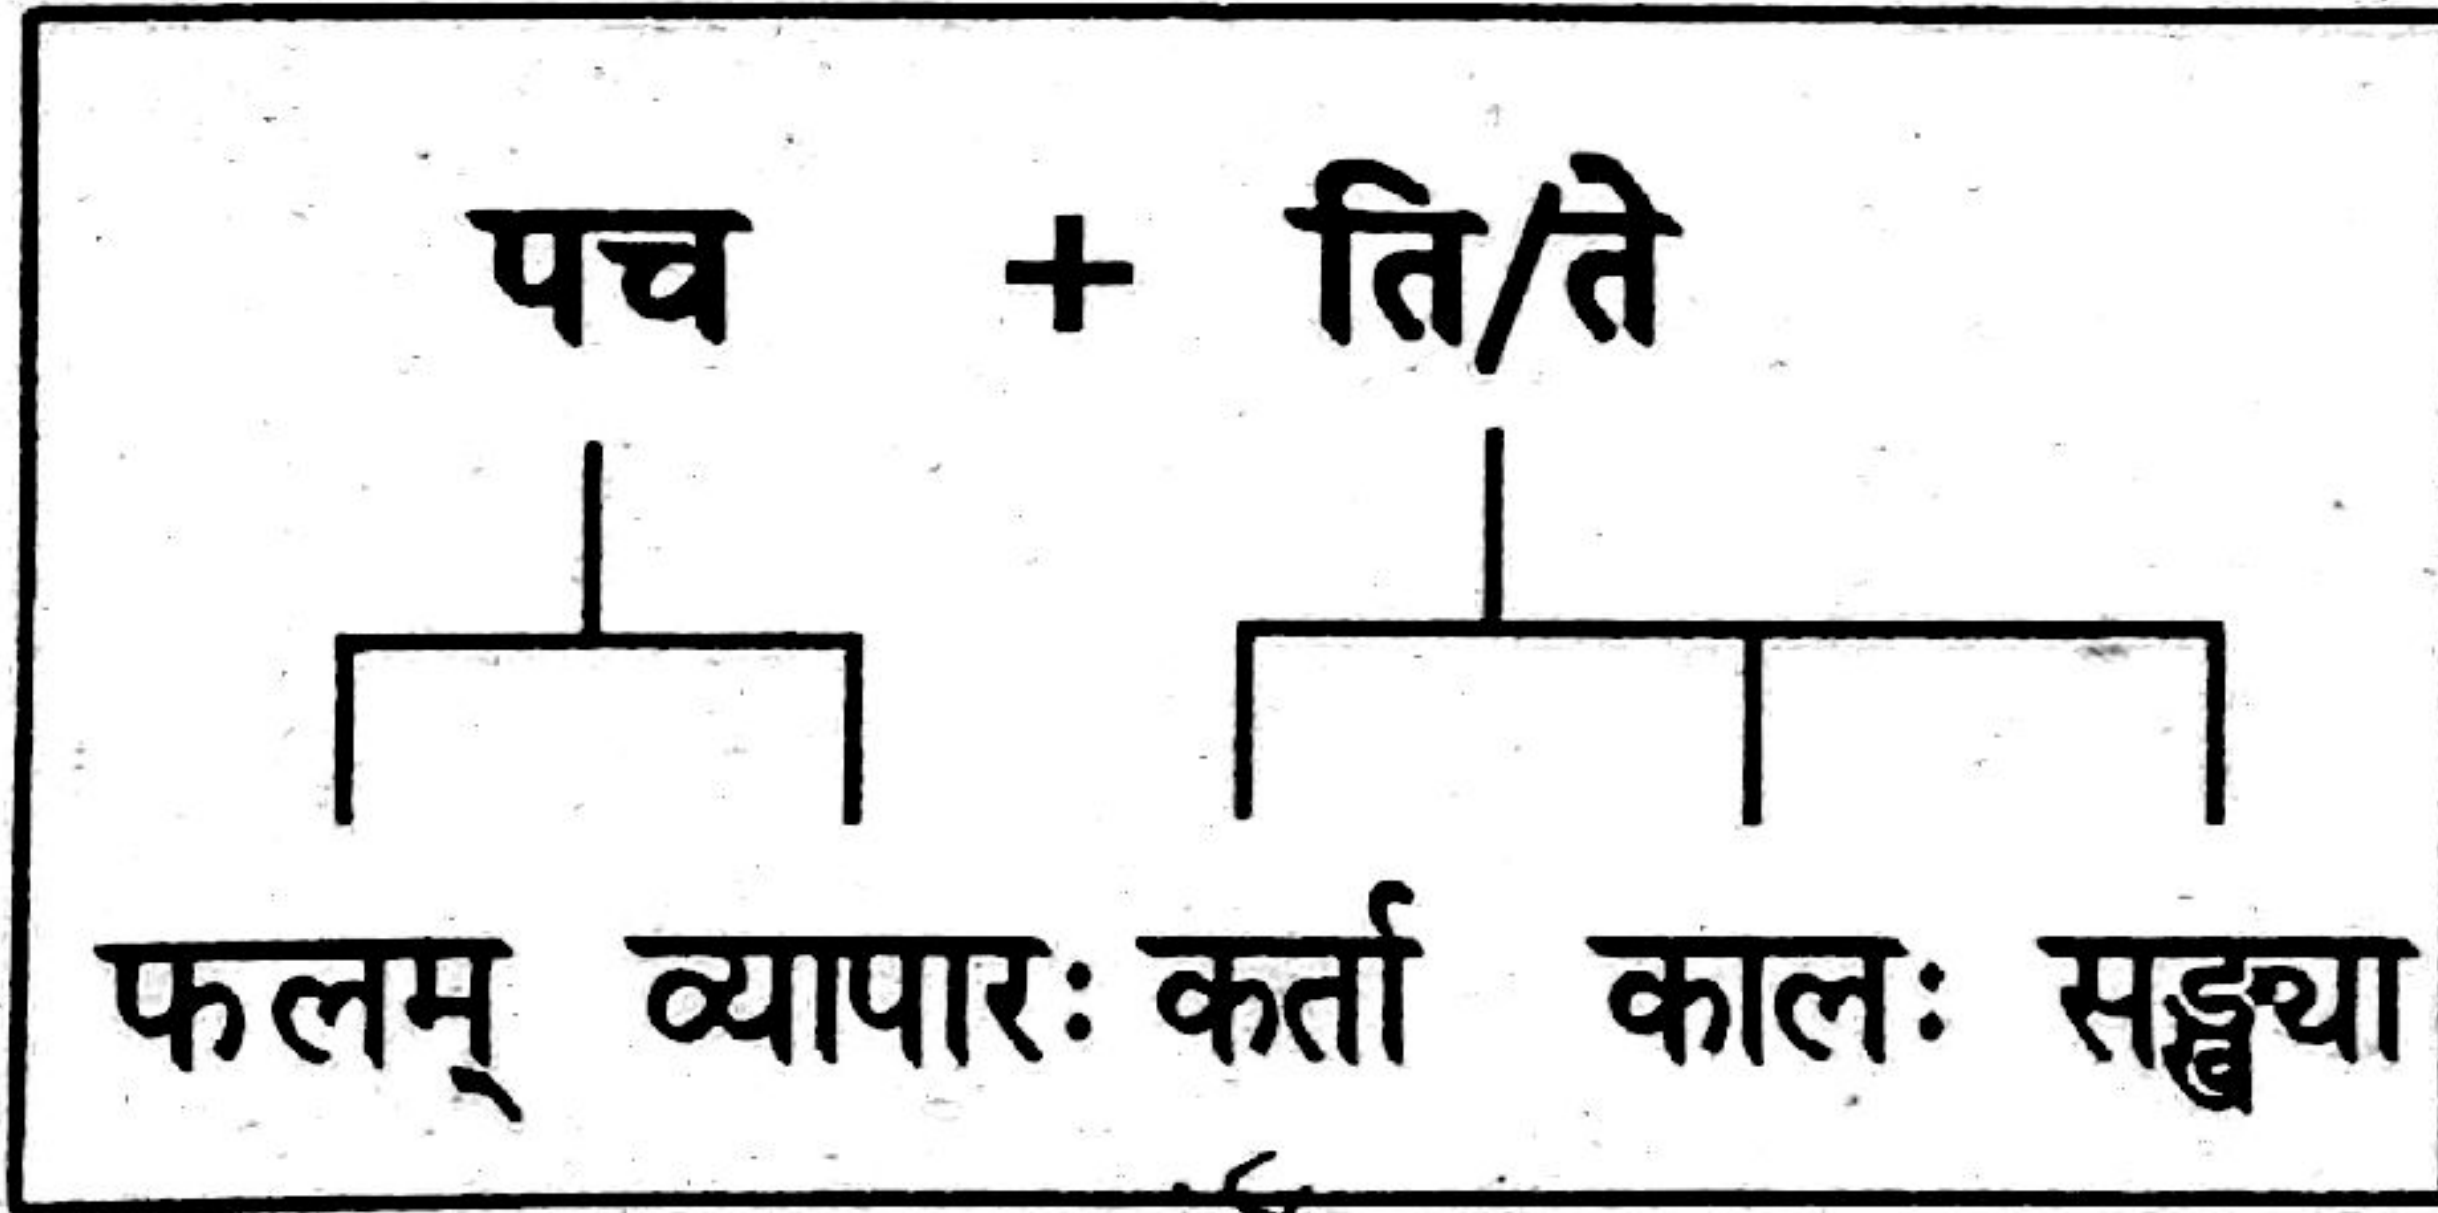 पच + ति/ते
फलम् व्यापारः कर्ता कालः सङ्ख्या